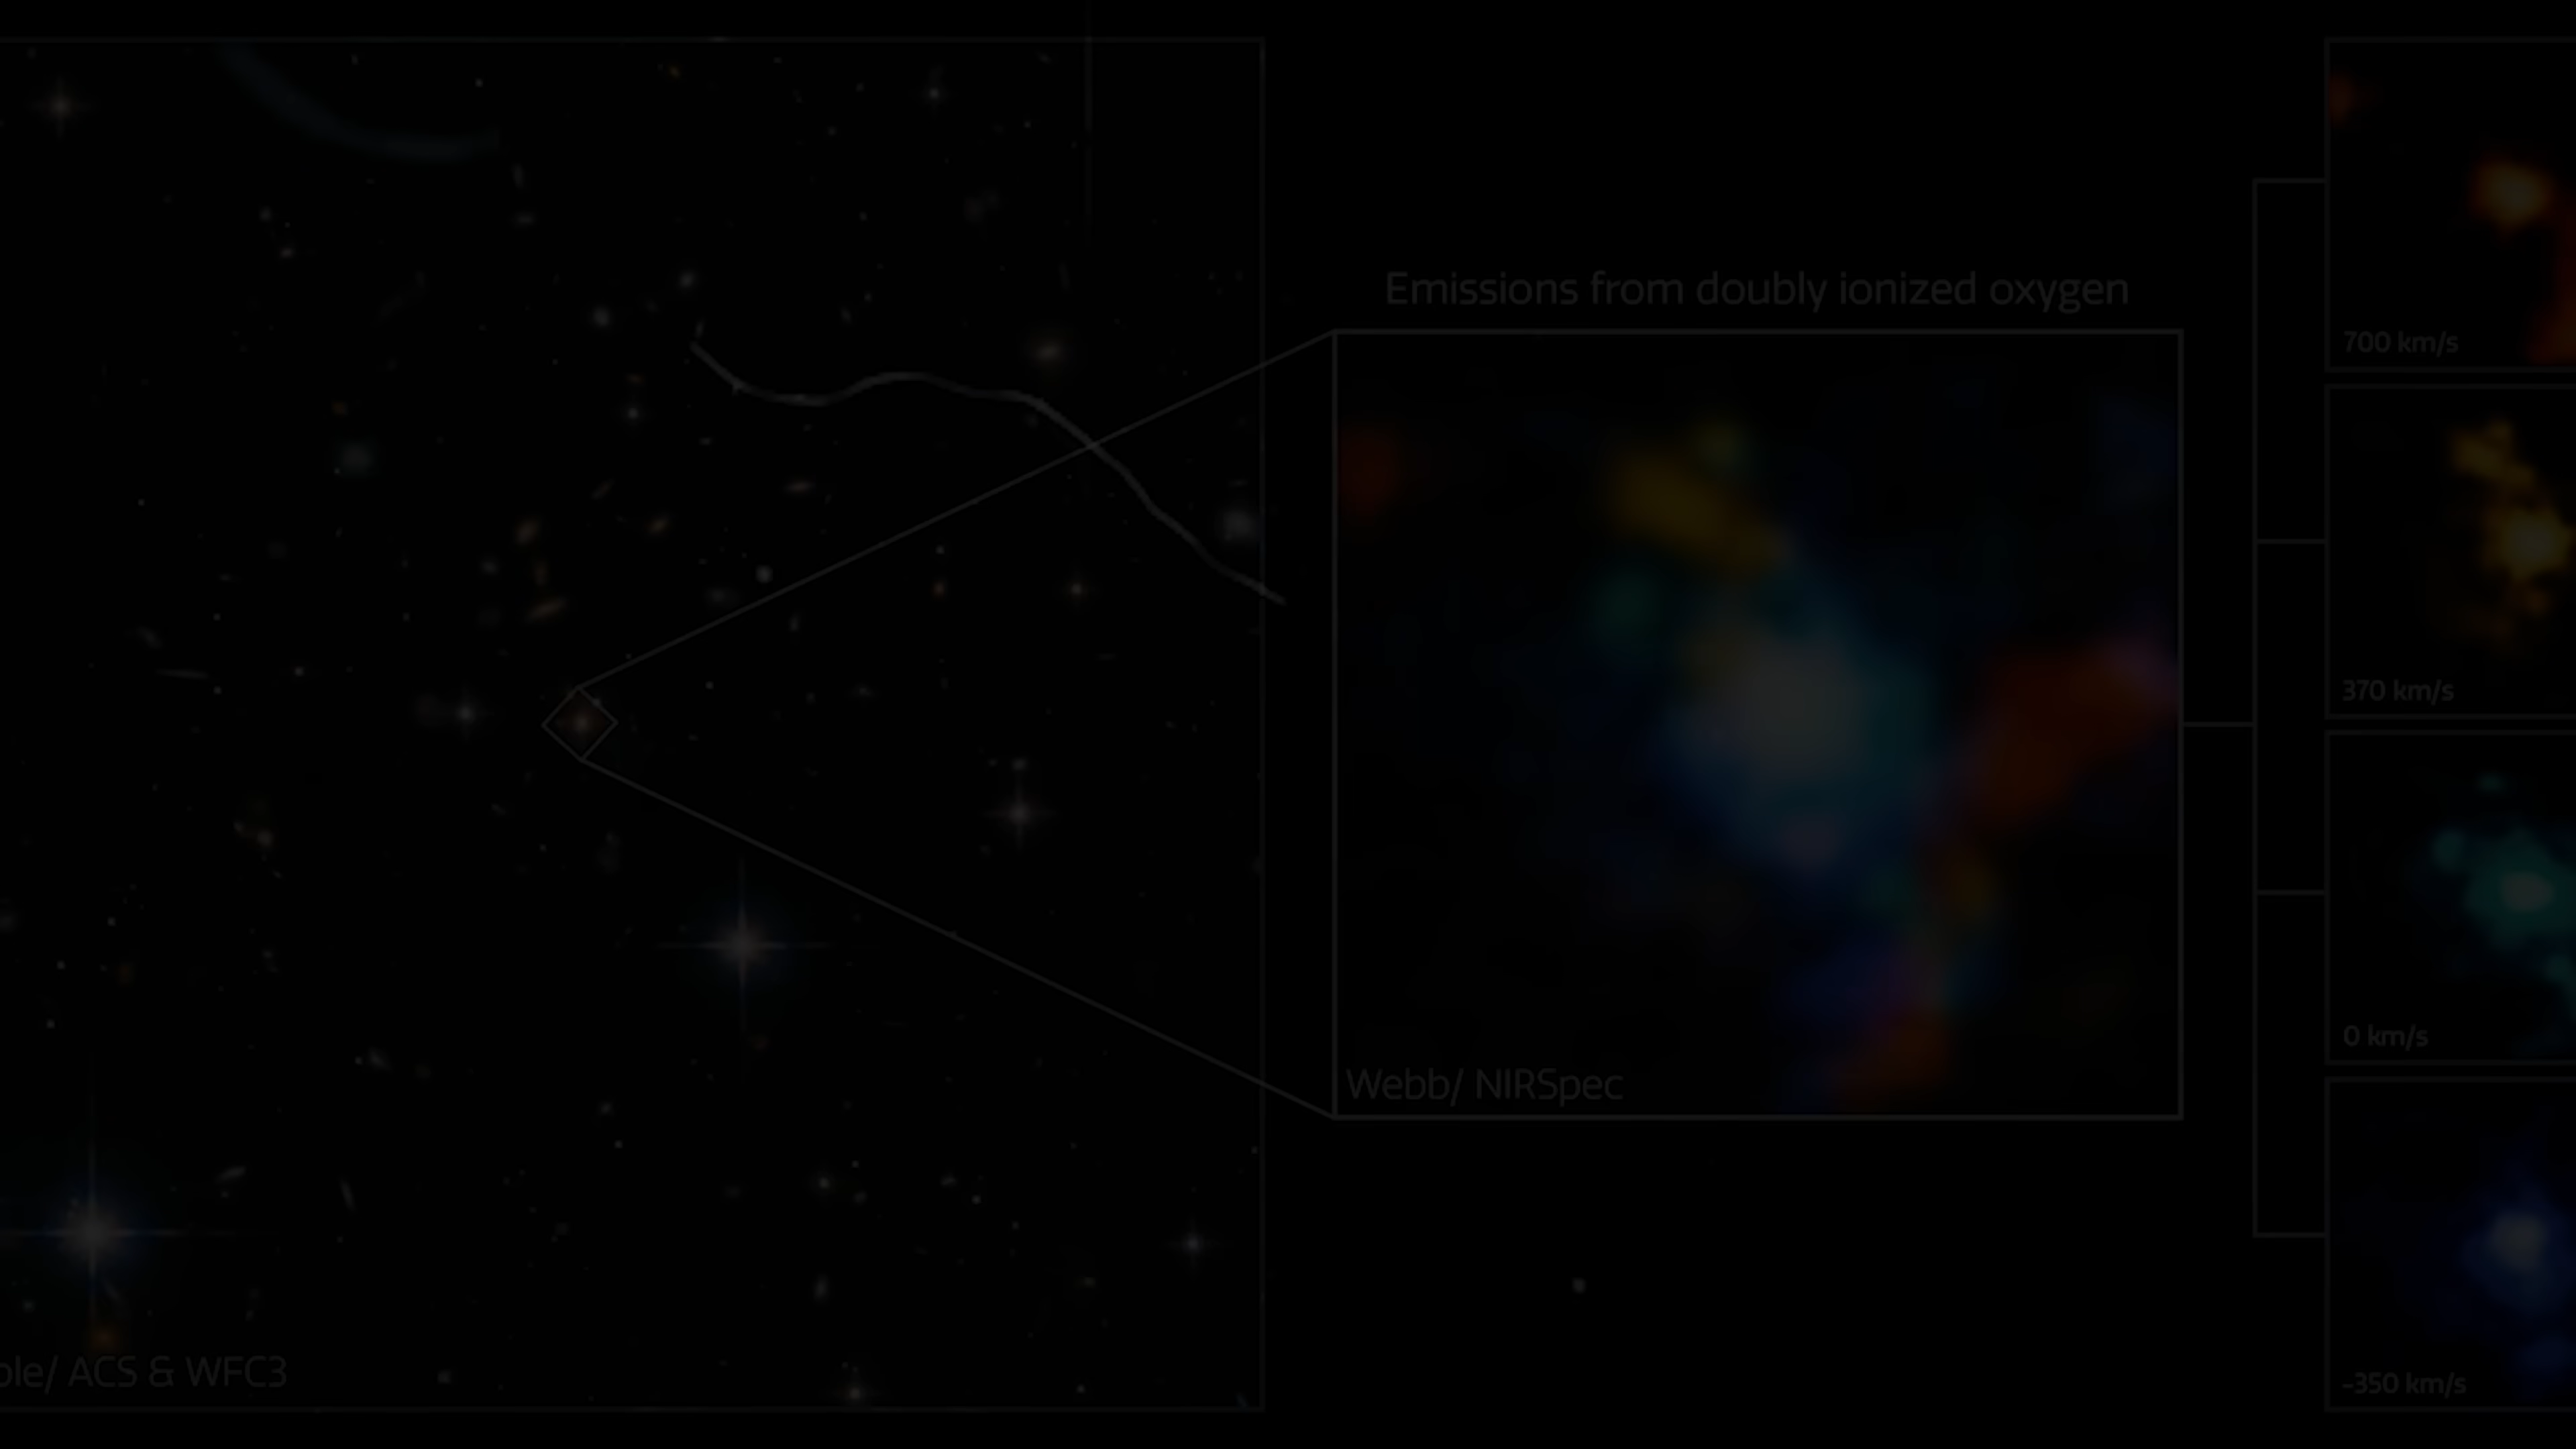 Emissions from doubly ionized oxygen
700 km/s
370 km/s
0 km/s
Webb/ NIRSpec
ble/ ACS & WFC3
-350 km/s